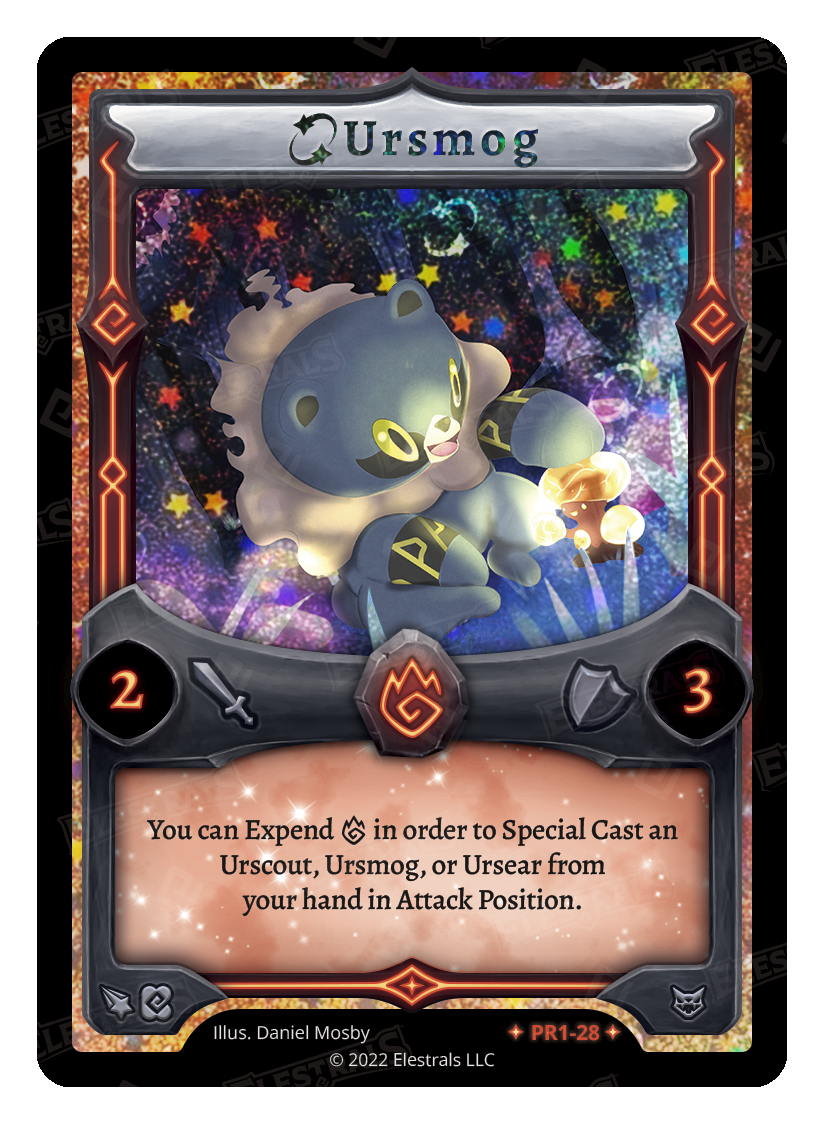 Ursmog
2
3
You can Expend in order to Special Cast an
Urscout, Ursmog, or Ursear from
your hand in Attack Position.
Illus. Daniel Mosby
PR1-28
© 2022 Elestrals LLC